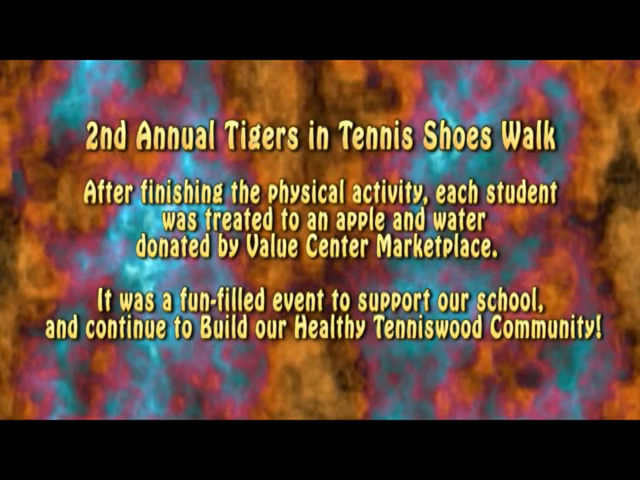 2nd Annual Tigers in Tennis Shoes Walk
After finishing the physical activity, each student
was treated to an apple and water
donated by Value Center Marketplace.
It was a fun-filled event to support our school,
and continue to Build our Healthy Tenniswood Community!